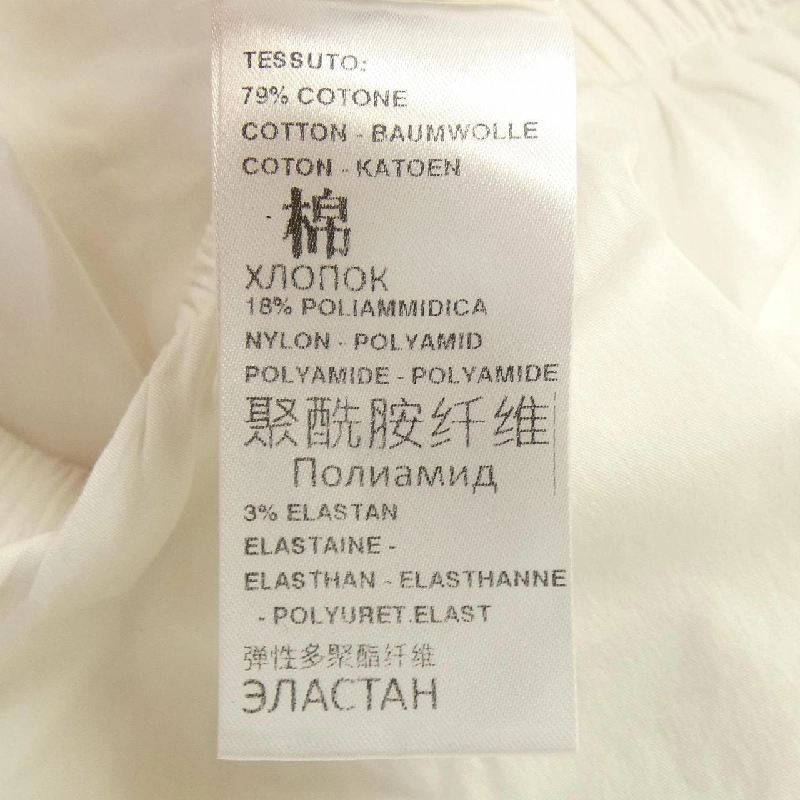 TESSUTO:
79% COTONE
COTTON - BAUMWOLLE
COTON - KATOEN
棉
ХЛОПОК
18% POLIAMMIDICA
NYLON - POLYAMID
POLYAMIDE - POLYAMIDE
聚酰胺纤维
Полиамид
3% ELASTAN
ELASTAINE -
ELASTHAN - ELASTHANNE
- POLYURET.ELAST
弹性多聚酯纤维
ЭЛАСТАН